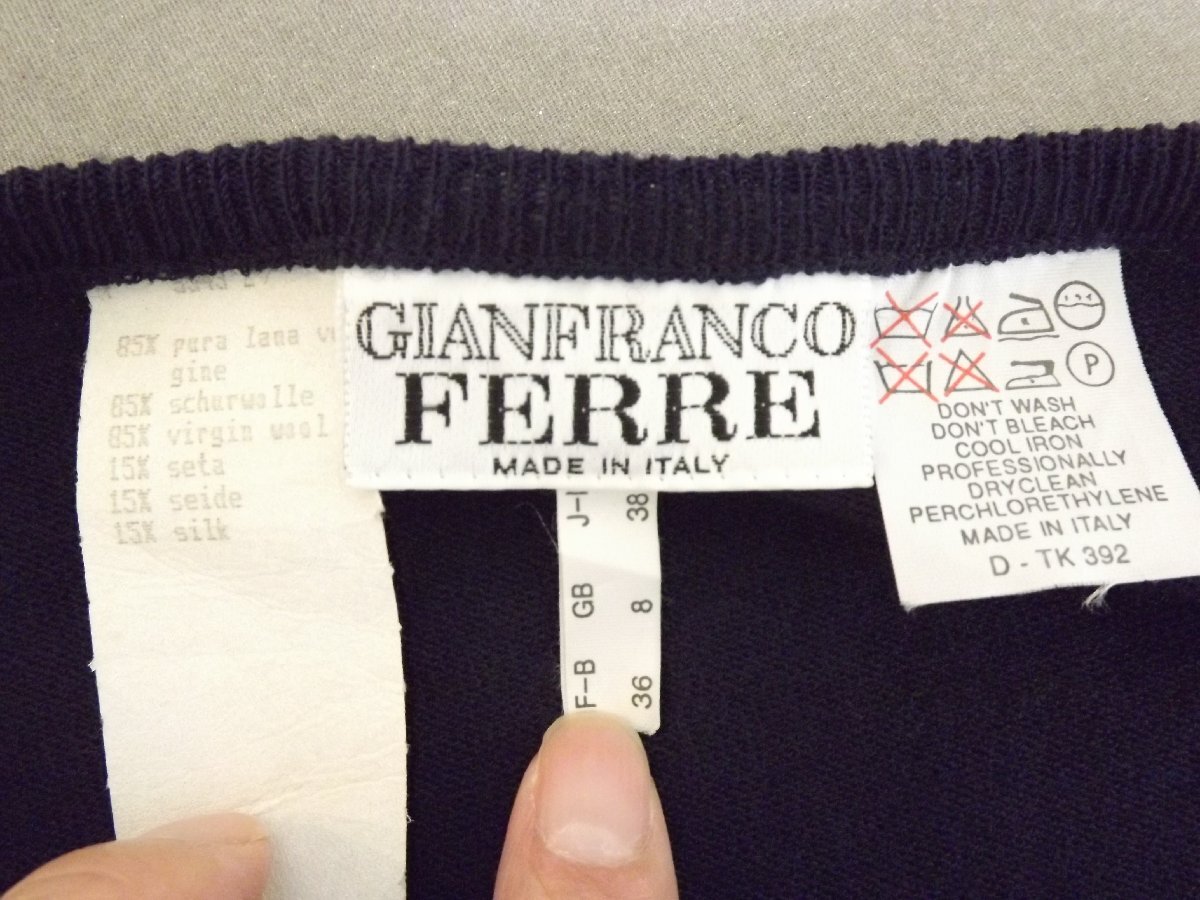 85% pura lana
gine
85% schurwolle
85% virgin wool
15% seta
15% seide
15% silk
GIANFRANCO
FERRE
MADE IN ITALY
38
GB 8
F-B 36
P
DON'T WASH
DON'T BLEACH
COOL IRON
PROFESSIONALLY
DRYCLEAN
PERCHLORETHYLENE
MADE IN ITALY
D - TK 392